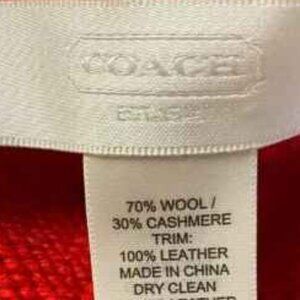 COACH
70% WOOL /
30% CASHMERE
TRIM:
100% LEATHER
MADE IN CHINA
DRY CLEAN